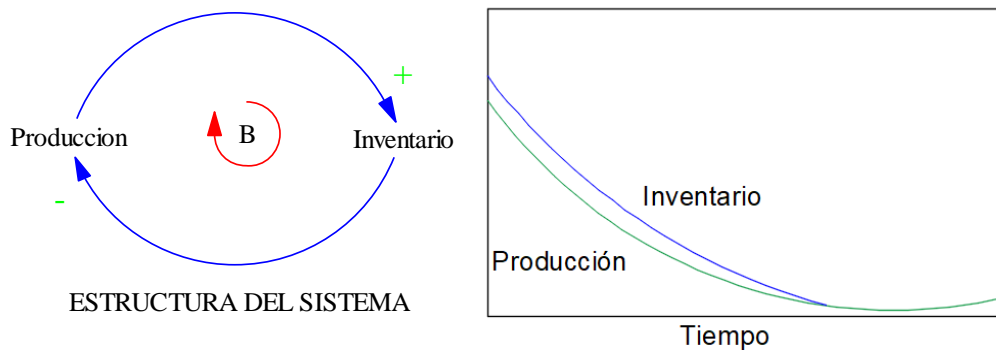 +
Produccion
B
Inventario
-
ESTRUCTURA DEL SISTEMA
Inventario
Producción
Tiempo